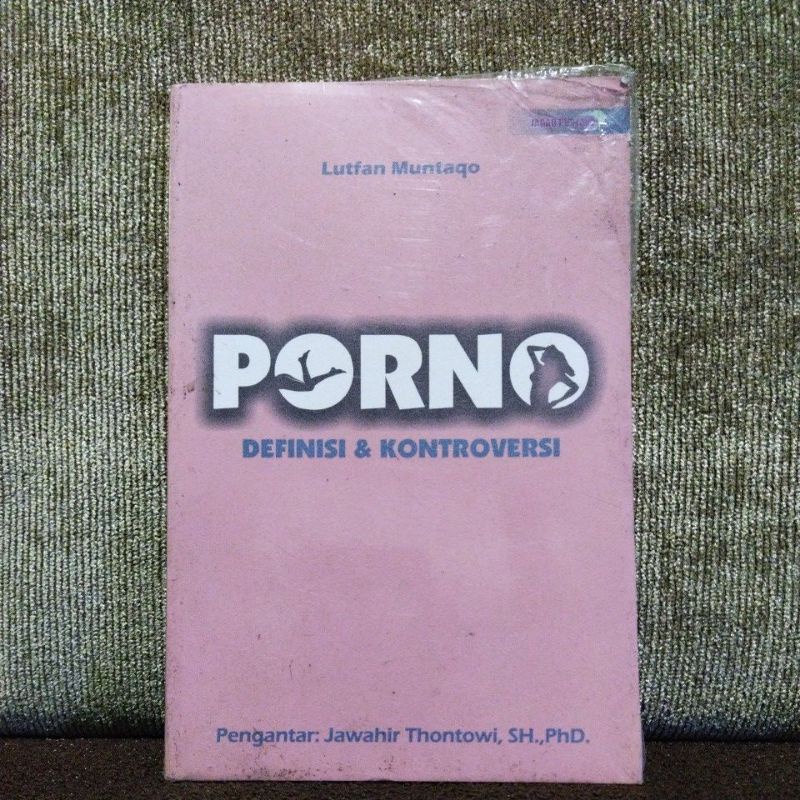 Lutfan Muntaqo
PORNO
DEFINISI & KONTROVERSI
Pengantar: Jawahir Thontowi, SH.,PhD.